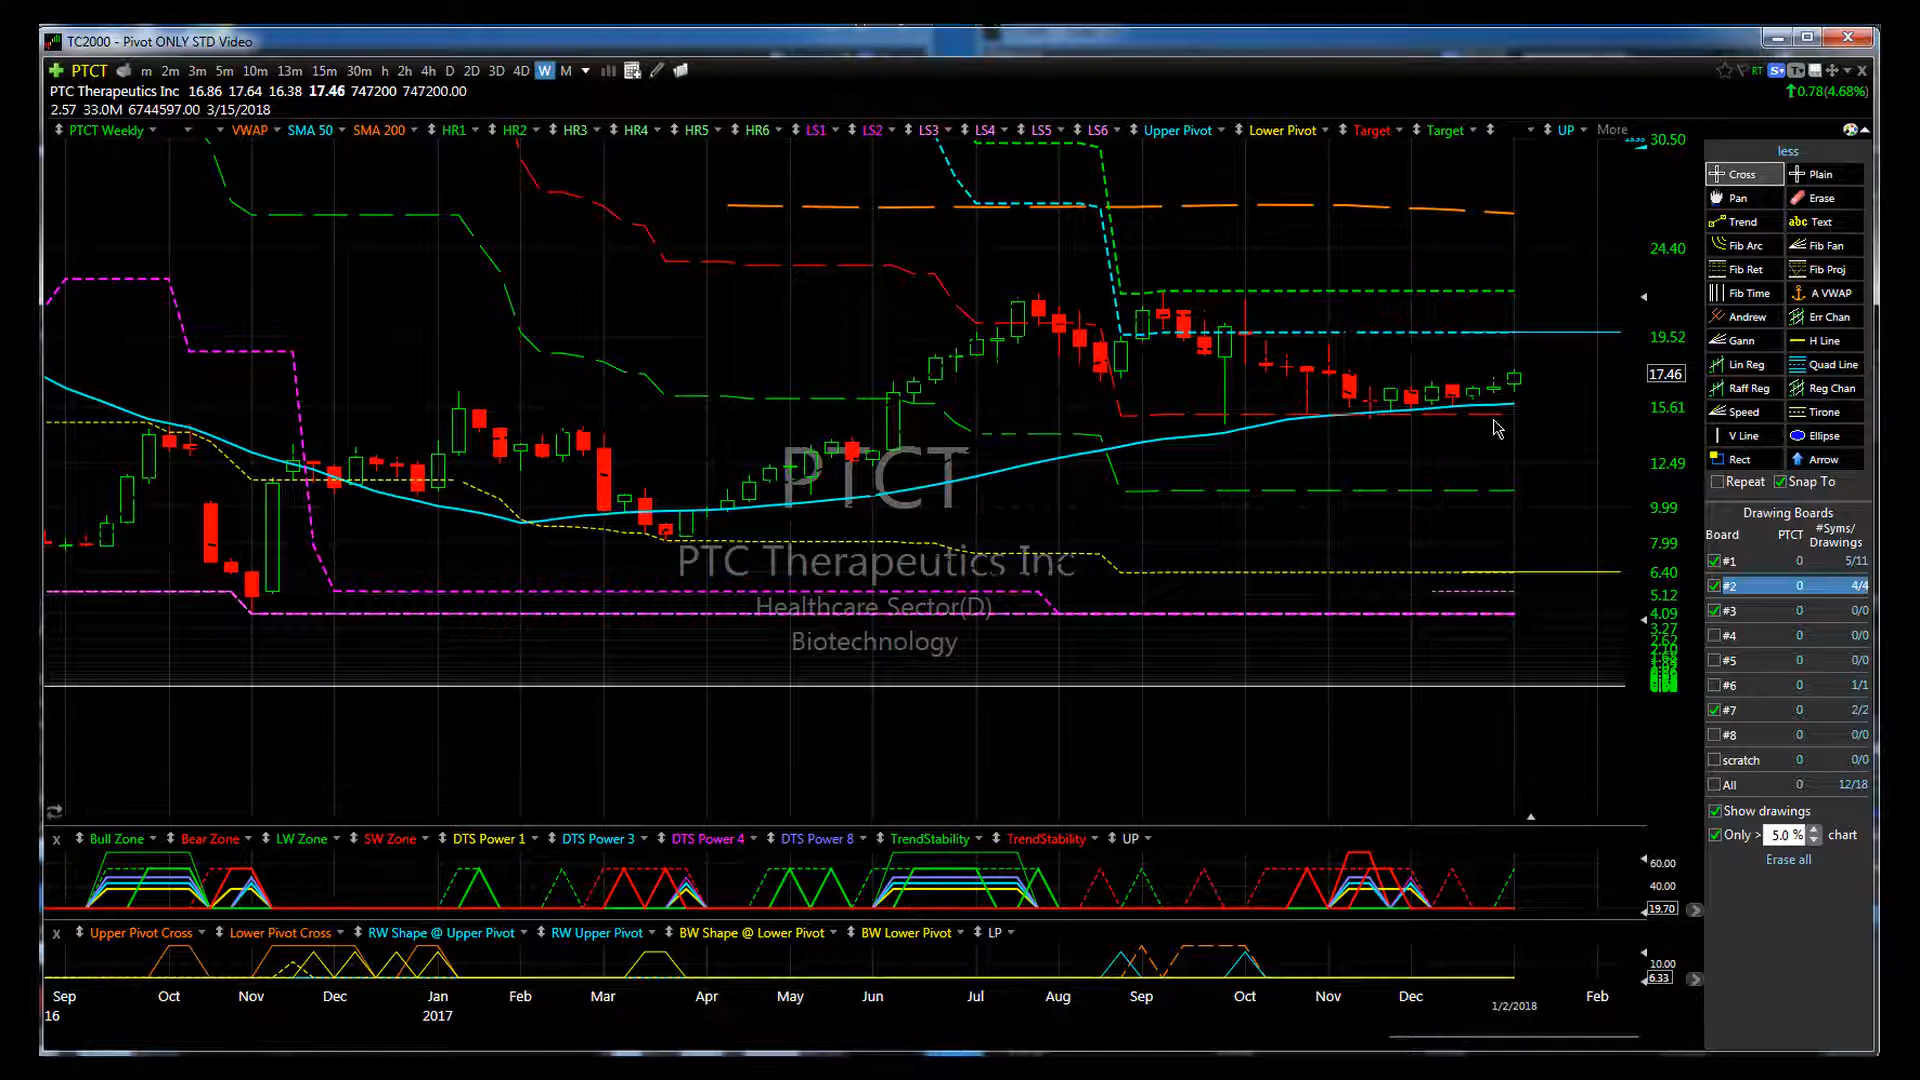 TC2000 - Pivot ONLY STD Video
PTCT m 2m 3m 5m 10m 13m 15m 30m h 2h 4h D 2D 3D 4D W M
RT S T X
PTC Therapeutics Inc 16.86 17.64 16.38 17.46 747200 747200.00
0.78(4.68%)
2.57 33.0M 6744597.00 3/15/2018
PTCT Weekly VWAP SMA 50 SMA 200 HR1 HR2 HR3 HR4 HR5 HR6 LS1 LS2 LS3 LS4 LS5 LS6 Upper Pivot Lower Pivot Target Target UP More
30.50
24.40
19.52
17.46
15.61
12.49
9.99
7.99
6.40
5.12
4.09
3.27
2.62
2.10
PTCT
PTC Therapeutics Inc
Healthcare Sector(D)
Biotechnology
less
Cross Plain
Pan Erase
Trend abc Text
Fib Arc Fib Fan
Fib Ret Fib Proj
Fib Time A VWAP
Andrew Err Chan
Gann H Line
Lin Reg Quad Line
Raff Reg Reg Chan
Speed Tirone
V Line Ellipse
Rect Arrow
Repeat Snap To
Drawing Boards
Board PTCT #Syms/
Drawings
#1 0 5/11
#2 0 4/4
#3 0 0/0
#4 0 0/0
#5 0 0/0
#6 0 1/1
#7 0 2/2
#8 0 0/0
scratch 0 0/0
All 0 12/18
Show drawings
Only > 5.0 % chart
Erase all
x Bull Zone Bear Zone LW Zone SW Zone DTS Power 1 DTS Power 3 DTS Power 4 DTS Power 8 TrendStability TrendStability UP
60.00
40.00
19.70
x Upper Pivot Cross Lower Pivot Cross RW Shape @ Upper Pivot RW Upper Pivot BW Shape @ Lower Pivot BW Lower Pivot LP
10.00
6.33
Sep Oct Nov Dec Jan Feb Mar Apr May Jun Jul Aug Sep Oct Nov Dec 1/2/2018 Feb
16 2017